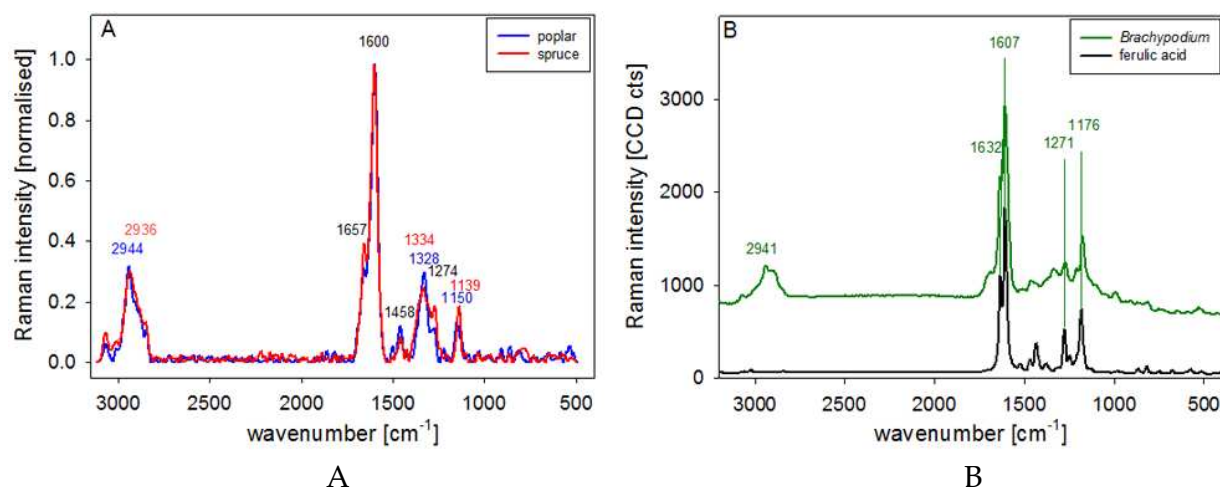 A
poplar
spruce
1600
1657
2936
2944
1334
1328
1274
1139
1150
1458
1.0
0.8
0.6
0.4
0.2
0.0
Raman intensity [normalised]
3000 2500 2000 1500 1000 500
wavenumber [cm-1]
A
B
Brachypodium
ferulic acid
1607
1632
1271
1176
2941
3000
2000
1000
0
Raman intensity [CCD cts]
3000 2500 2000 1500 1000 500
wavenumber [cm-1]
B